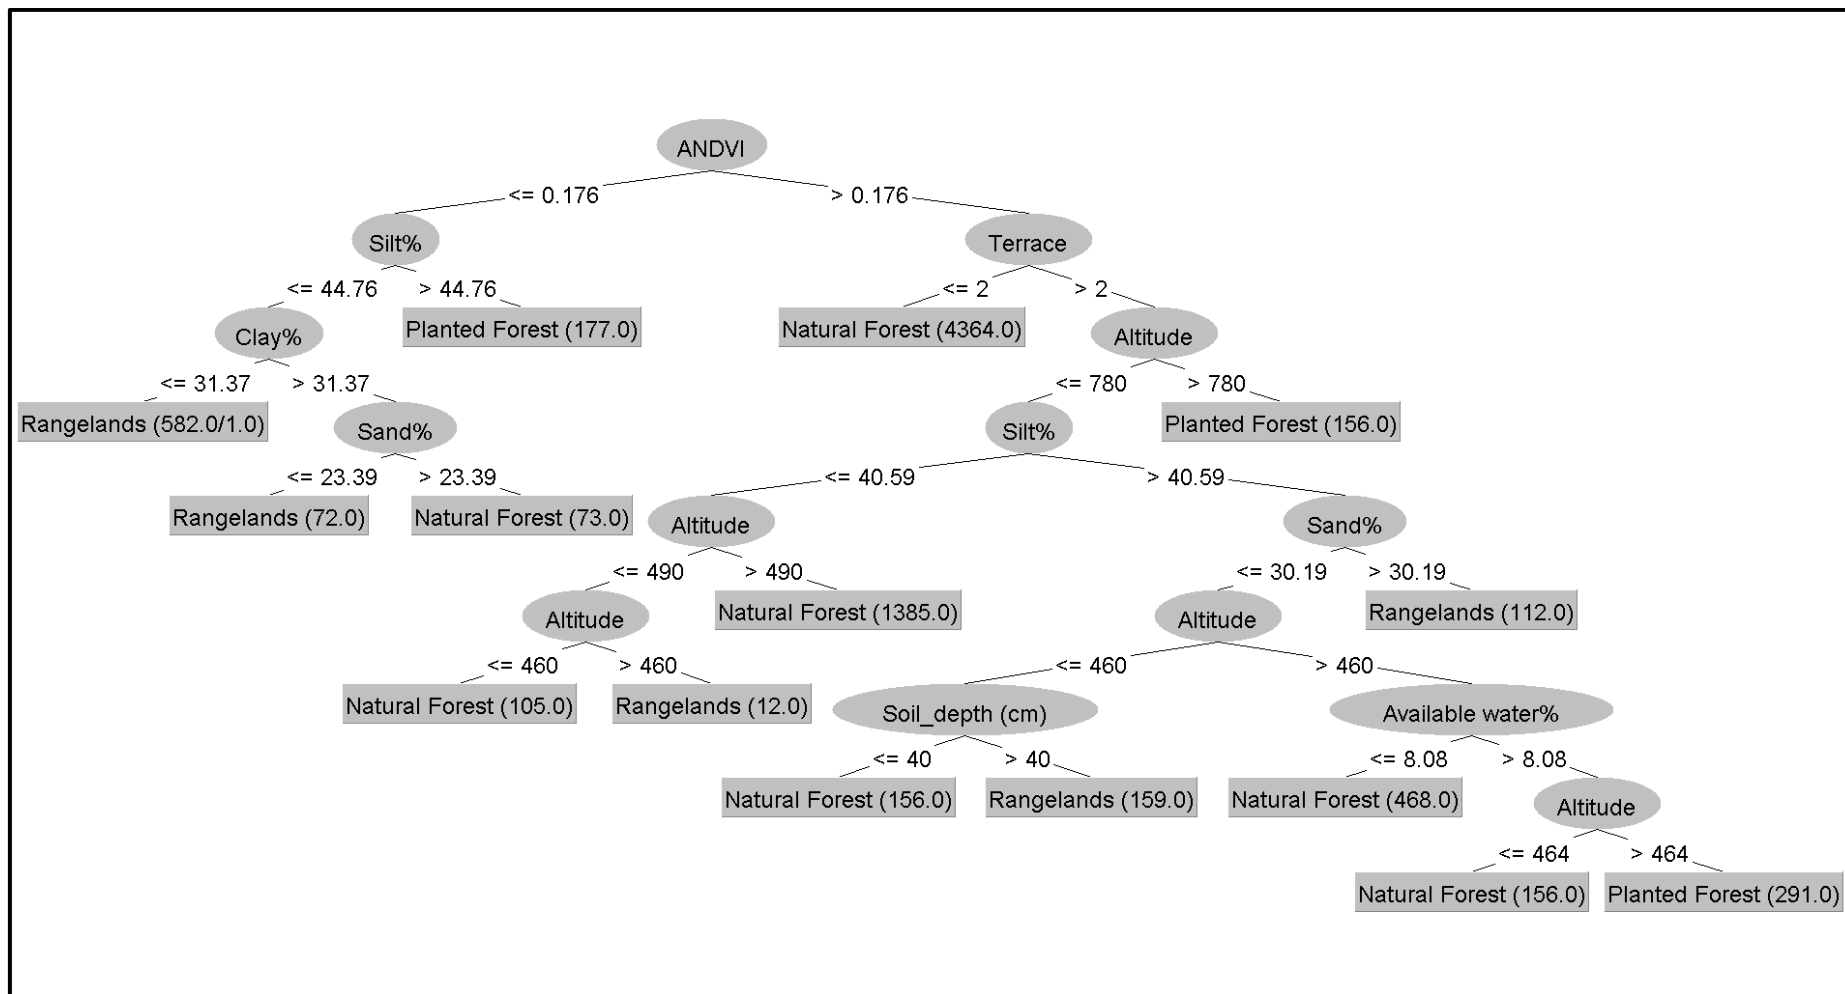 ANDVI
<= 0.176
> 0.176
Silt%
Terrace
<= 44.76
> 44.76
<= 2
> 2
Clay%
Planted Forest (177.0)
Natural Forest (4364.0)
Altitude
<= 31.37
> 31.37
<= 780
> 780
Rangelands (582.0/1.0)
Sand%
Silt%
Planted Forest (156.0)
<= 23.39
> 23.39
<= 40.59
> 40.59
Rangelands (72.0)
Natural Forest (73.0)
Altitude
Sand%
<= 490
> 490
<= 30.19
> 30.19
Altitude
Natural Forest (1385.0)
Altitude
Rangelands (112.0)
<= 460
> 460
<= 460
> 460
Natural Forest (105.0)
Rangelands (12.0)
Soil_depth (cm)
Available water%
<= 40
> 40
<= 8.08
> 8.08
Natural Forest (156.0)
Rangelands (159.0)
Natural Forest (468.0)
Altitude
<= 464
> 464
Natural Forest (156.0)
Planted Forest (291.0)